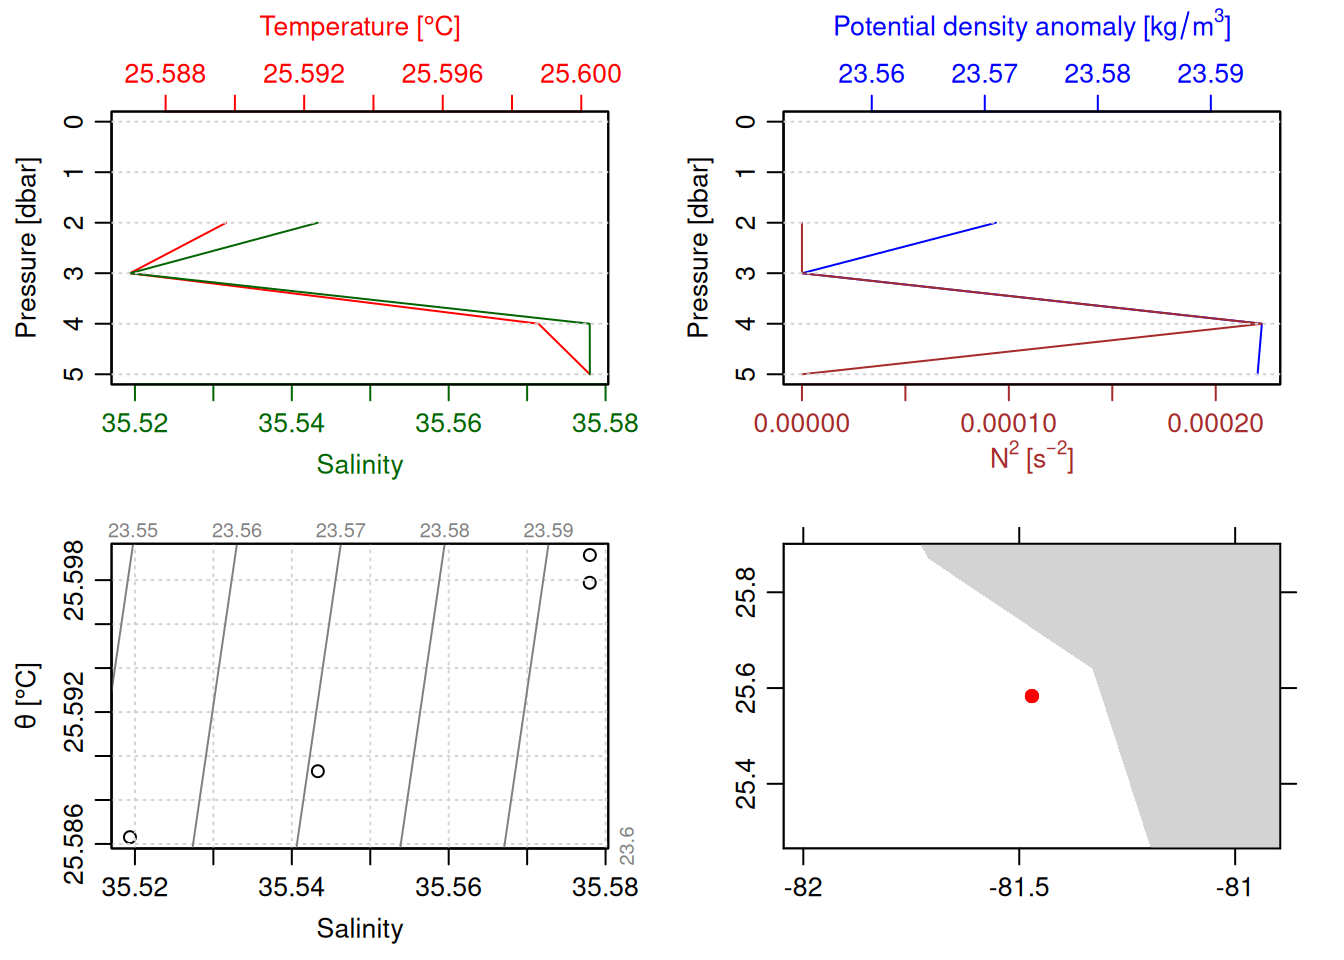 Temperature [°C]
25.588 25.592 25.596 25.600
Pressure [dbar]
0 1 2 3 4 5
35.52 35.54 35.56 35.58
Salinity
Potential density anomaly [kg/m³]
23.56 23.57 23.58 23.59
Pressure [dbar]
0 1 2 3 4 5
0.00000 0.00010 0.00020
N² [s⁻²]
23.55 23.56 23.57 23.58 23.59
θ [°C]
25.598 25.592 25.586
23.6
35.52 35.54 35.56 35.58
Salinity
25.8 25.6 25.4
-82 -81.5 -81